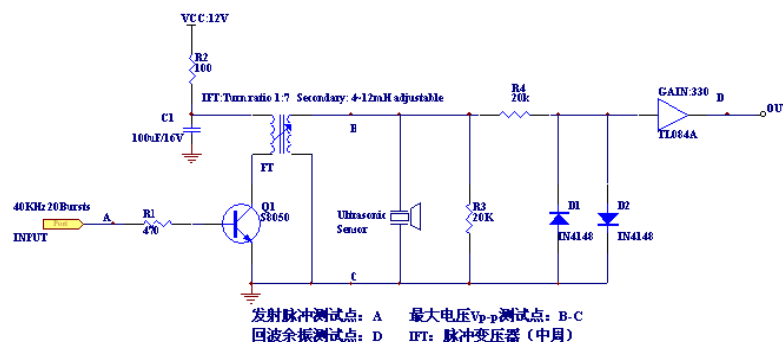 VCC:12V
R2
100
IFT:Turn ratio 1:7 Secondary: 4~12mH adjustable
C1
100uF/16V
FT
B
R4
20k
GAIN:330
D
OU
TL084A
40KHz 20Bursts
A
R1
470
Q1
S8050
Port
INPUT
Ultrasonic
Sensor
R3
20K
D1
IN4148
D2
IN4148
C
发射脉冲测试点：A 最大电压Vp-p测试点：B-C
回波余振测试点：D IFT：脉冲变压器（中周）